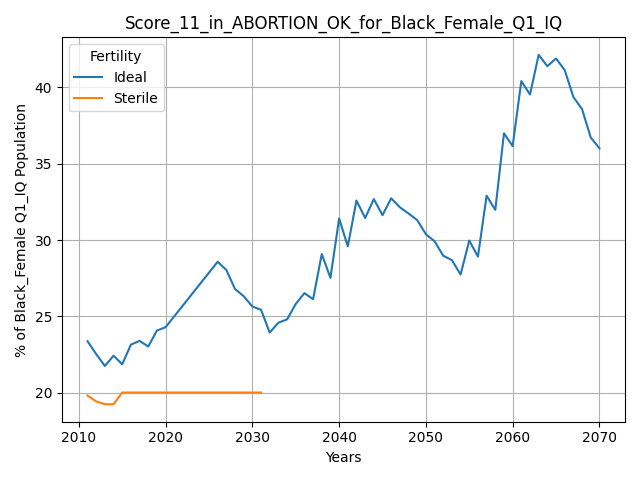 Score_11_in_ABORTION_OK_for_Black_Female_Q1_IQ
Fertility
Ideal
Sterile
% of Black_Female Q1_IQ Population
40
35
30
25
20
2010 2020 2030 2040 2050 2060 2070
Years